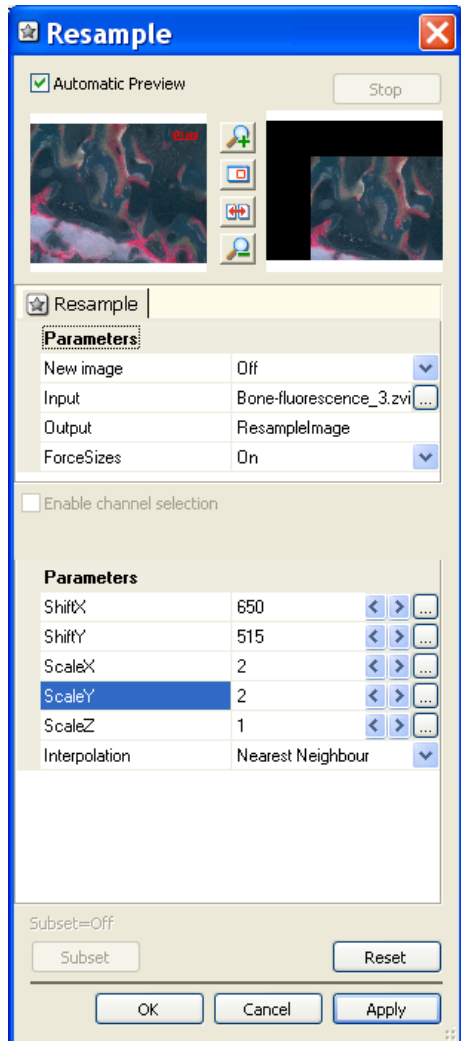 Resample
Automatic Preview
Stop
Resample
Parameters
New image Off
Input Bone-fluorescence_3.zvi ...
Output ResampleImage
ForceSizes On
Enable channel selection
Parameters
ShiftX 650 < > ...
ShiftY 515 < > ...
ScaleX 2 < > ...
ScaleY 2 < > ...
ScaleZ 1 < > ...
Interpolation Nearest Neighbour
Subset=Off
Subset Reset
OK Cancel Apply